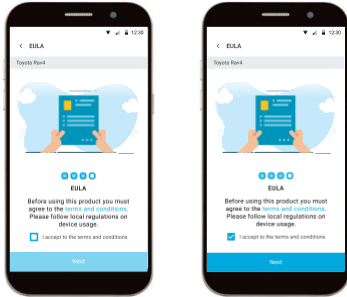 12:30
< EULA
Toyota Rav4
EULA
Before using this product you must
agree to the terms and conditions.
Please follow local regulations on
device usage.
I accept to the terms and conditions
Next
12:30
< EULA
Toyota Rav4
EULA
Before using this product you must
agree to the terms and conditions.
Please follow local regulations on
device usage.
I accept to the terms and conditions
Next